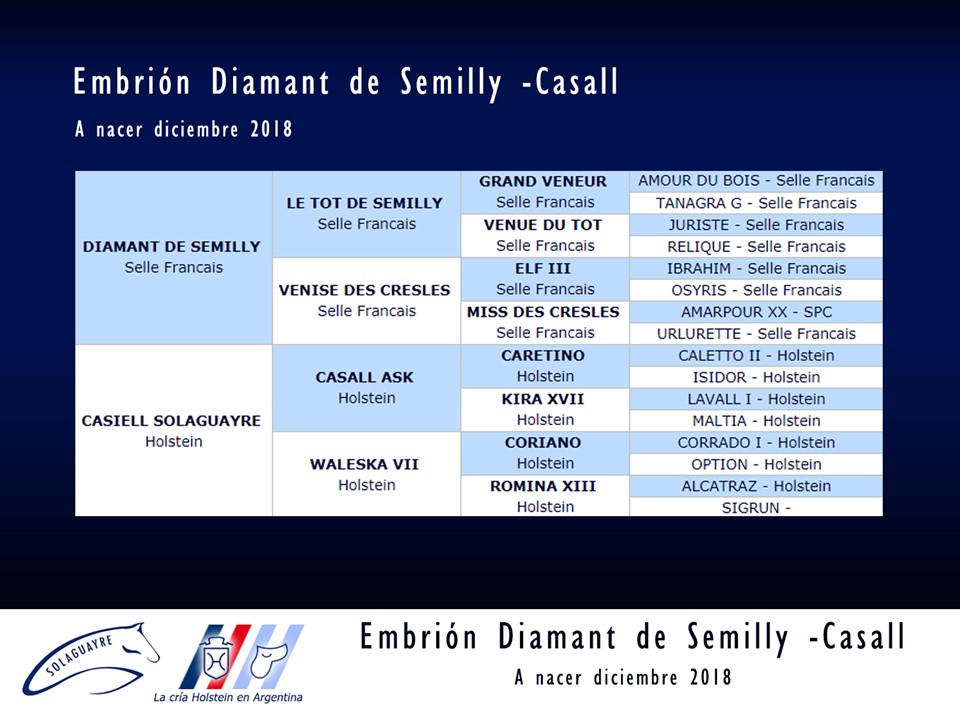 Embrión Diamant de Semilly -Casall
A nacer diciembre 2018
DIAMANT DE SEMILLY
Selle Francais
LE TOT DE SEMILLY
Selle Francais
GRAND VENEUR
Selle Francais
AMOUR DU BOIS - Selle Francais
TANAGRA G - Selle Francais
VENUE DU TOT
Selle Francais
JURISTE - Selle Francais
RELIQUE - Selle Francais
VENISE DES CRESLES
Selle Francais
ELF III
Selle Francais
IBRAHIM - Selle Francais
OSYRIS - Selle Francais
MISS DES CRESLES
Selle Francais
AMARPOUR XX - SPC
URLURETTE - Selle Francais
CASIELL SOLAGUAYRE
Holstein
CASALL ASK
Holstein
CARETINO
Holstein
CALETTO II - Holstein
ISIDOR - Holstein
KIRA XVII
Holstein
LAVALL I - Holstein
MALTIA - Holstein
WALESKA VII
Holstein
CORIANO
Holstein
CORRADO I - Holstein
OPTION - Holstein
ROMINA XIII
Holstein
ALCATRAZ - Holstein
SIGRUN -
SOLAGUAYRE
La cría Holstein en Argentina
Embrión Diamant de Semilly -Casall
A nacer diciembre 2018